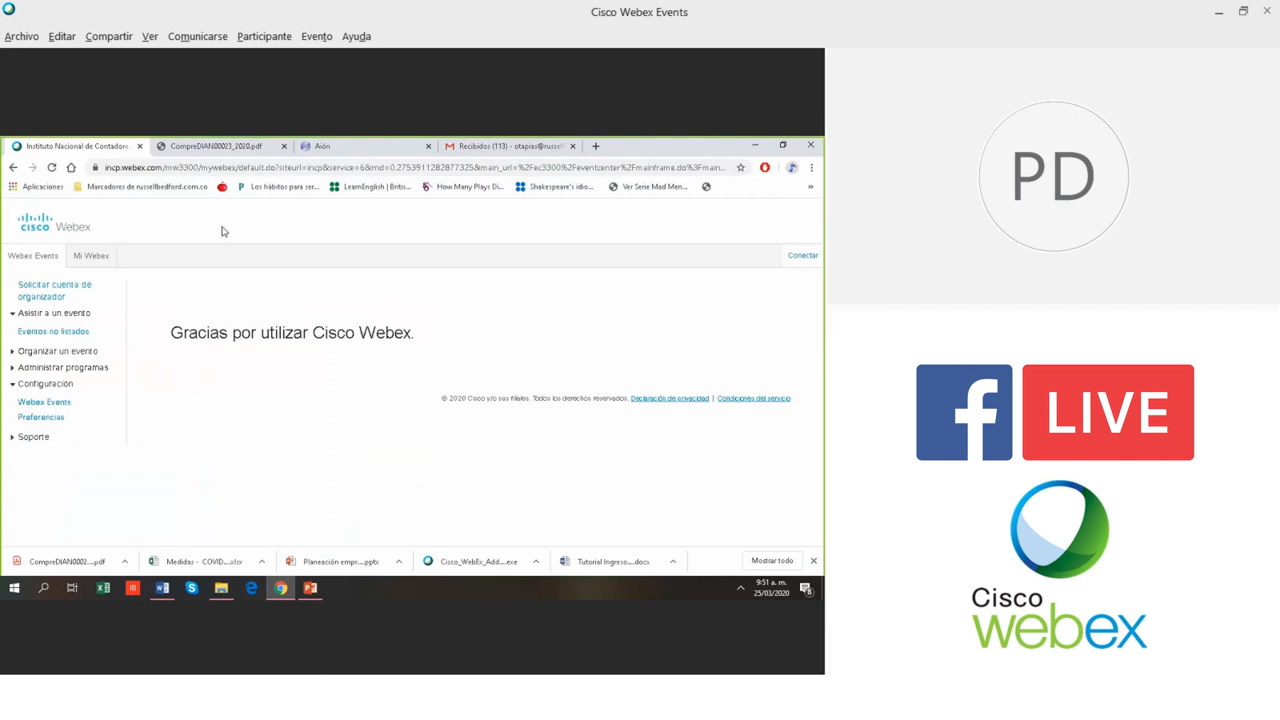 Cisco Webex Events
Archivo Editar Compartir Ver Comunicarse Participante Evento Ayuda
Instituto Nacional de Contadore
CompreDIAN00023_2020.pdf
Aión
Recibidos (113) - otapias@russel
incp.webex.com/mw3300/mywebex/default.do?siteurl=incp&service=6&rnd=0.2753911282877325&main_url=%2Fec3300%2Feventcenter%2Fmainframe.do%3Fmain...
Aplicaciones
Marcadores de russellbedford.com.co
Los hábitos para ser...
LearnEnglish | Britis...
How Many Plays Di...
Shakespeare's idio...
Ver Serie Mad Men...
»
cisco Webex
Webex Events
Mi Webex
Conectar
Solicitar cuenta de
organizador
Asistir a un evento
Eventos no listados
Organizar un evento
Administrar programas
Configuración
Webex Events
Preferencias
Soporte
Gracias por utilizar Cisco Webex.
© 2020 Cisco y/o sus filiales. Todos los derechos reservados. Declaración de privacidad | Condiciones del servicio
CompreDIAN0002....pdf
Medidas - COVID....xlsx
Planeación empr....pptx
Cisco_WebEx_Add....exe
Tutorial Ingreso....docx
Mostrar todo
9:51 a. m.
25/03/2020
PD
f LIVE
Cisco
webex